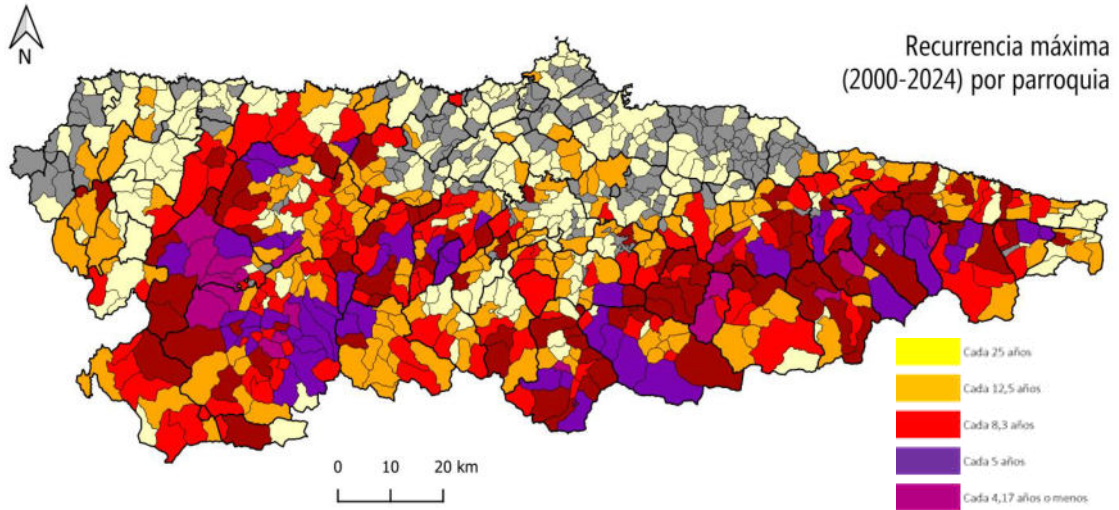 N
Recurrencia máxima
(2000-2024) por parroquia
Cada 25 años
Cada 12,5 años
Cada 8,3 años
Cada 5 años
Cada 4,17 años o menos
0 10 20 km